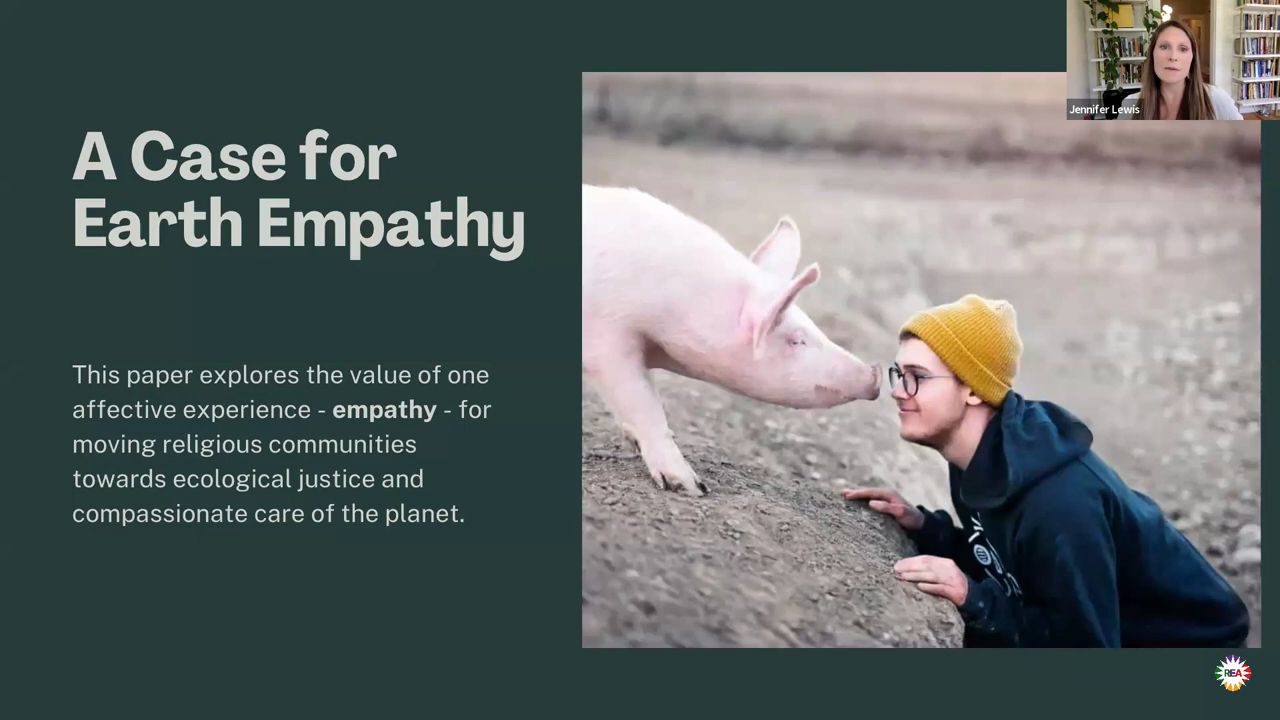 A Case for
Earth Empathy
This paper explores the value of one
affective experience - empathy - for
moving religious communities
towards ecological justice and
compassionate care of the planet.
Jennifer Lewis
REA